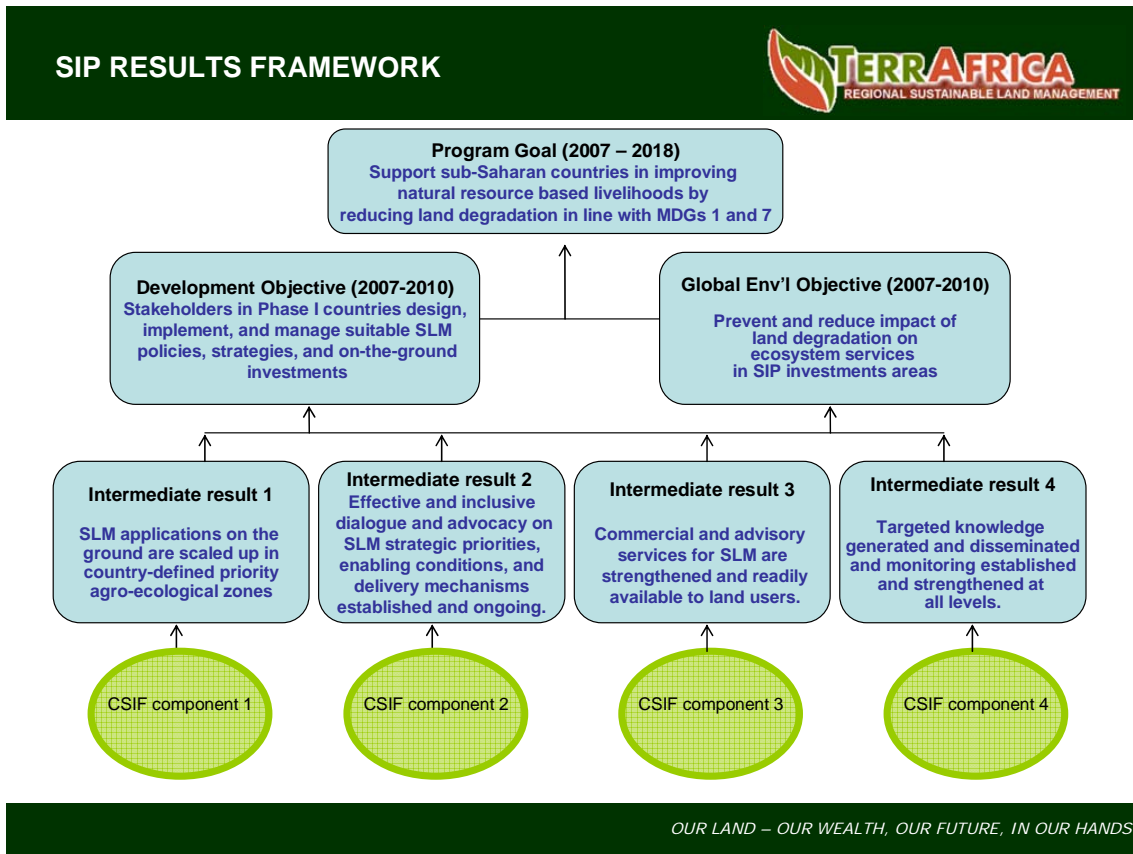 SIP RESULTS FRAMEWORK
TERRAFRICA
REGIONAL SUSTAINABLE LAND MANAGEMENT
Program Goal (2007 – 2018)
Support sub-Saharan countries in improving
natural resource based livelihoods by
reducing land degradation in line with MDGs 1 and 7
Development Objective (2007-2010)
Stakeholders in Phase I countries design,
implement, and manage suitable SLM
policies, strategies, and on-the-ground
investments
Global Env'l Objective (2007-2010)
Prevent and reduce impact of
land degradation on
ecosystem services
in SIP investments areas
Intermediate result 1
SLM applications on the
ground are scaled up in
country-defined priority
agro-ecological zones
Intermediate result 2
Effective and inclusive
dialogue and advocacy on
SLM strategic priorities,
enabling conditions, and
delivery mechanisms
established and ongoing.
Intermediate result 3
Commercial and advisory
services for SLM are
strengthened and readily
available to land users.
Intermediate result 4
Targeted knowledge
generated and disseminated
and monitoring established
and strengthened at
all levels.
CSIF component 1
CSIF component 2
CSIF component 3
CSIF component 4
OUR LAND – OUR WEALTH, OUR FUTURE, IN OUR HANDS